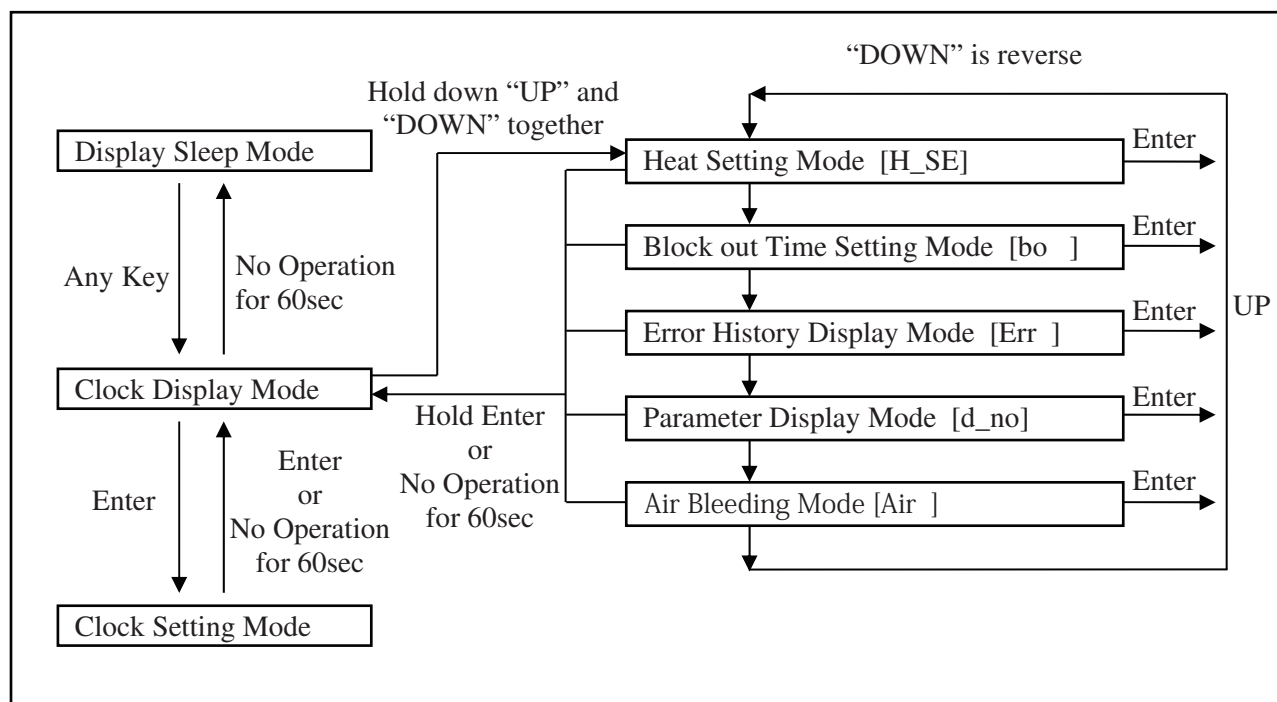 “DOWN” is reverse
Hold down “UP” and
“DOWN” together
Display Sleep Mode
Any Key
No Operation
for 60sec
Clock Display Mode
Enter
Enter
or
No Operation
for 60sec
Clock Setting Mode
Hold Enter
or
No Operation
for 60sec
Heat Setting Mode [H_SE]
Enter
Block out Time Setting Mode [bo ]
Enter
Error History Display Mode [Err ]
Enter
Parameter Display Mode [d_no]
Enter
Air Bleeding Mode [Air ]
Enter
UP